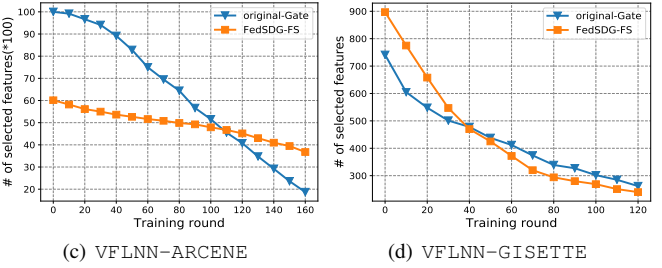 # of selected features(*100)
100
90
80
70
60
50
40
30
20
0 20 40 60 80 100 120 140 160
Training round
original-Gate
FedSDG-FS
(c) VFLNN-ARCENE
# of selected features
900
800
700
600
500
400
300
0 20 40 60 80 100 120
Training round
original-Gate
FedSDG-FS
(d) VFLNN-GISETTE